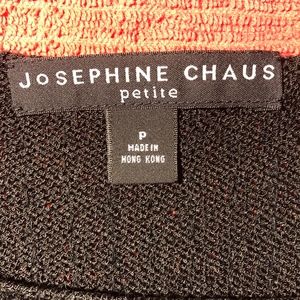 JOSEPHINE CHAUS
petite
P
MADE IN
HONG KONG